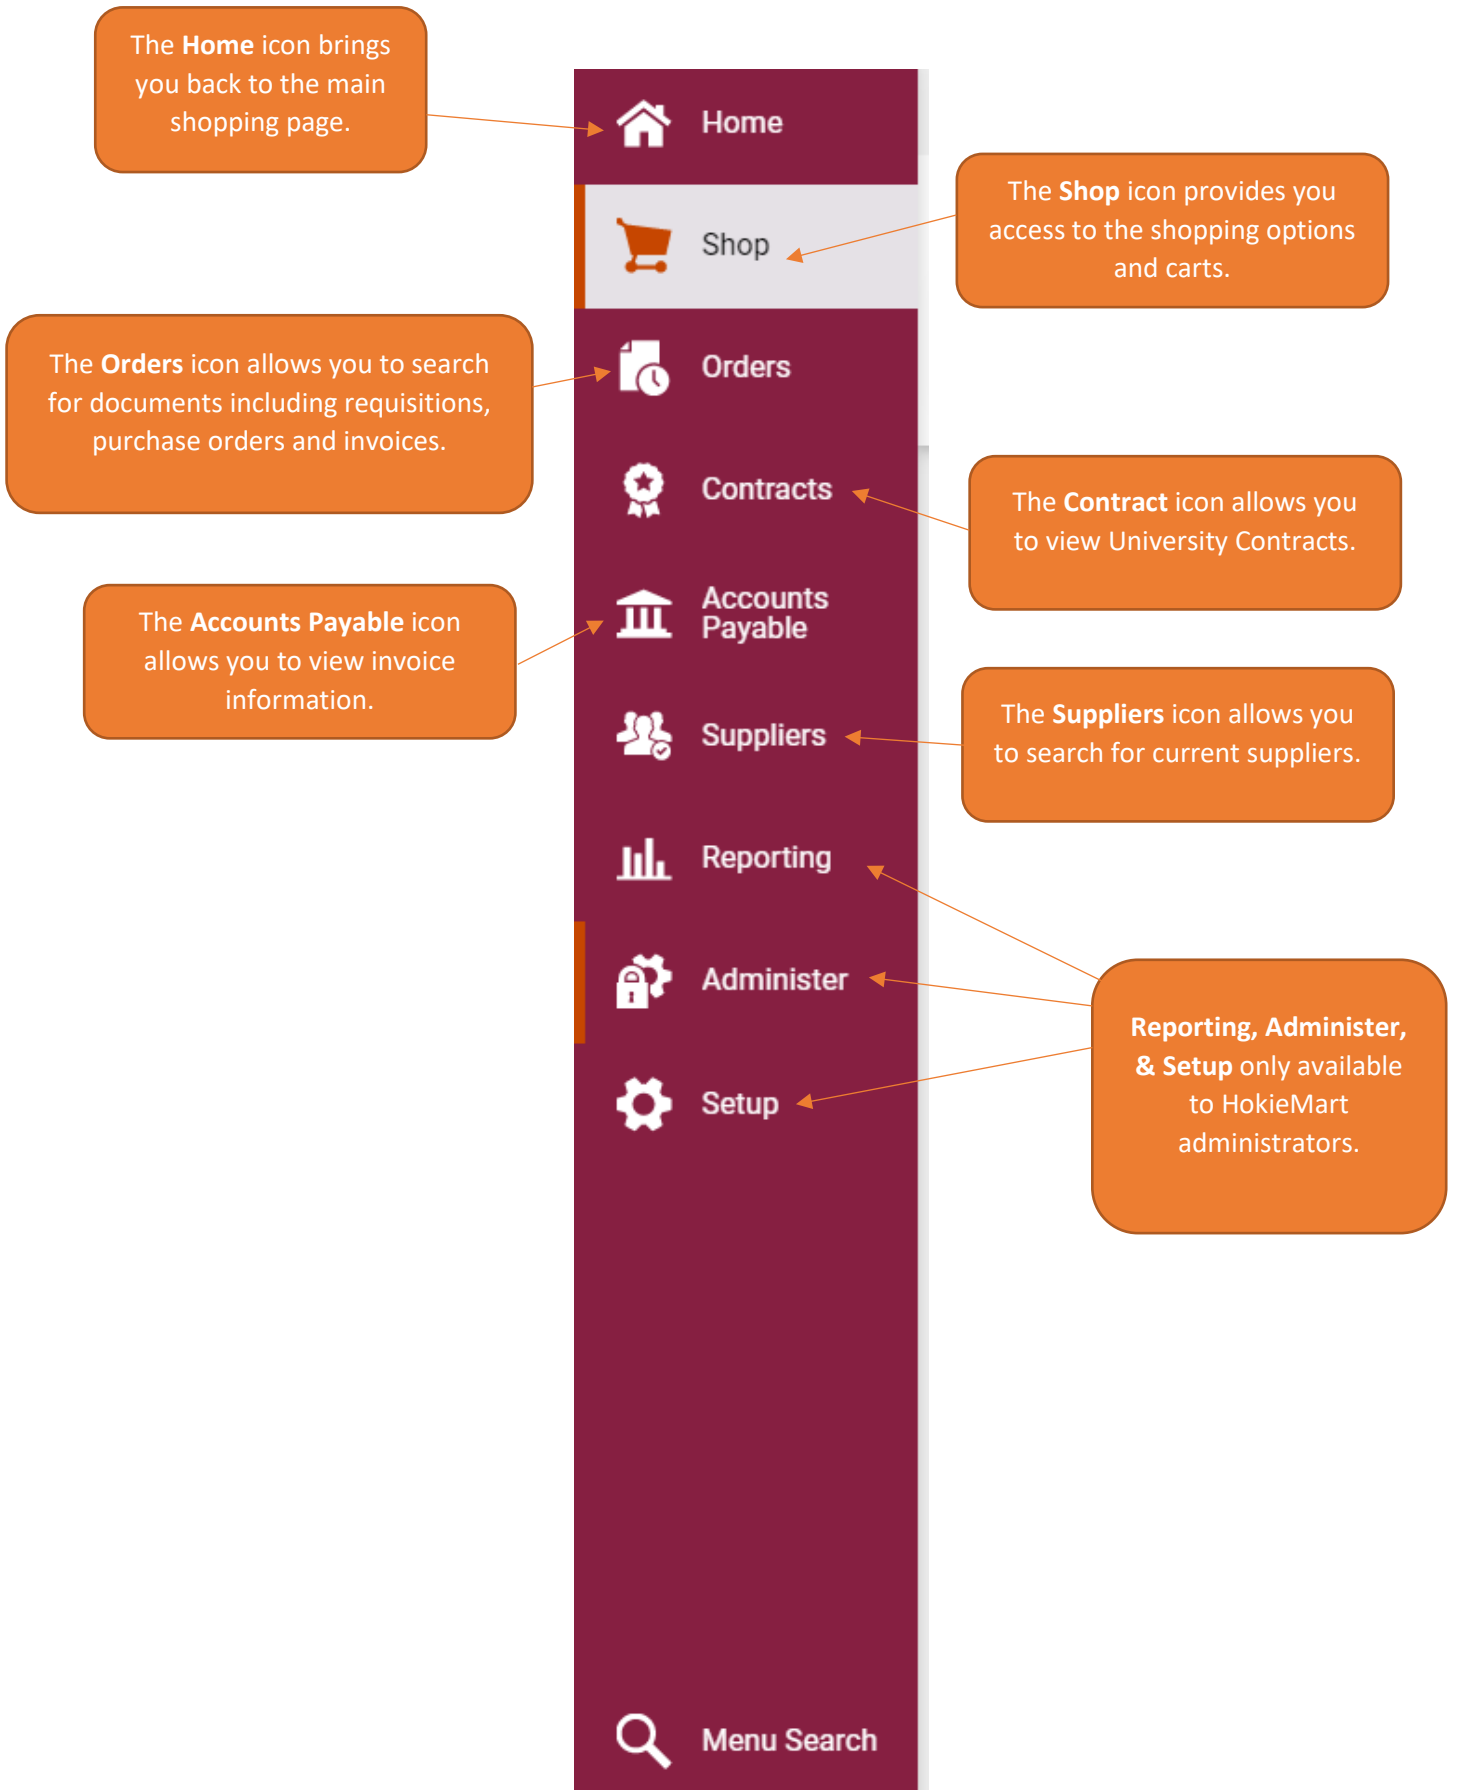 The Home icon brings
you back to the main
shopping page.
Home
The Shop icon provides you
access to the shopping options
and carts.
Shop
The Orders icon allows you to search
for documents including requisitions,
purchase orders and invoices.
Orders
Contracts
The Contract icon allows you
to view University Contracts.
The Accounts Payable icon
allows you to view invoice
information.
Accounts
Payable
The Suppliers icon allows you
to search for current suppliers.
Suppliers
Reporting
Administer
Reporting, Administer,
& Setup only available
to HokieMart
administrators.
Setup
Menu Search